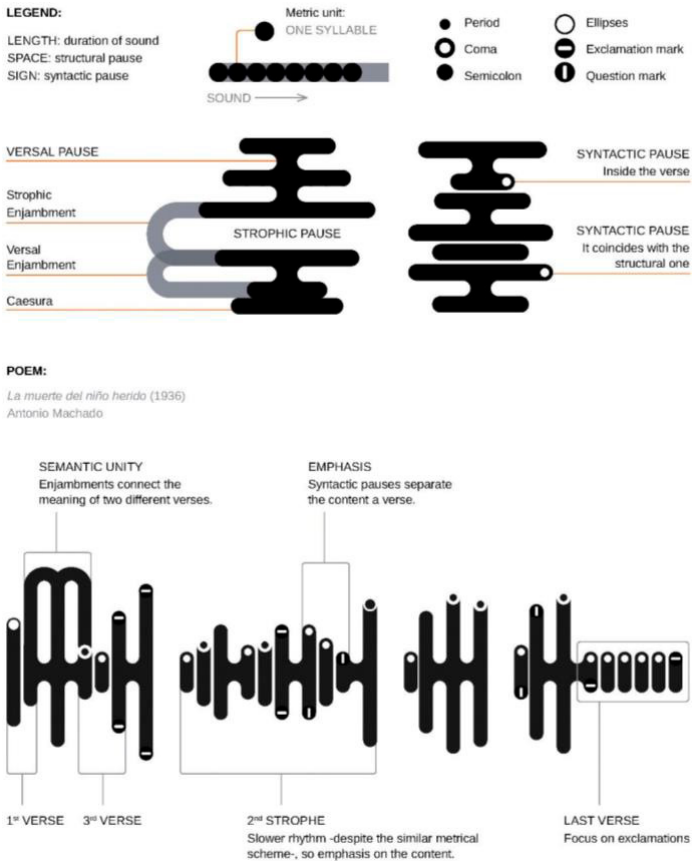 LEGEND:
LENGTH: duration of sound
SPACE: structural pause
SIGN: syntactic pause
Metric unit:
ONE SYLLABLE
SOUND
Period
Coma
Semicolon
Ellipses
Exclamation mark
Question mark
VERSAL PAUSE
Strophic
Enjambment
Versal
Enjambment
Caesura
STROPHIC PAUSE
SYNTACTIC PAUSE
Inside the verse
SYNTACTIC PAUSE
It coincides with the
structural one
POEM:
La muerte del niño herido (1936)
Antonio Machado
SEMANTIC UNITY
Enjambments connect the
meaning of two different verses.
EMPHASIS
Syntactic pauses separate
the content a verse.
1st VERSE
3rd VERSE
2nd STROPHE
Slower rhythm -despite the similar metrical
scheme-, so emphasis on the content.
LAST VERSE
Focus on exclamations